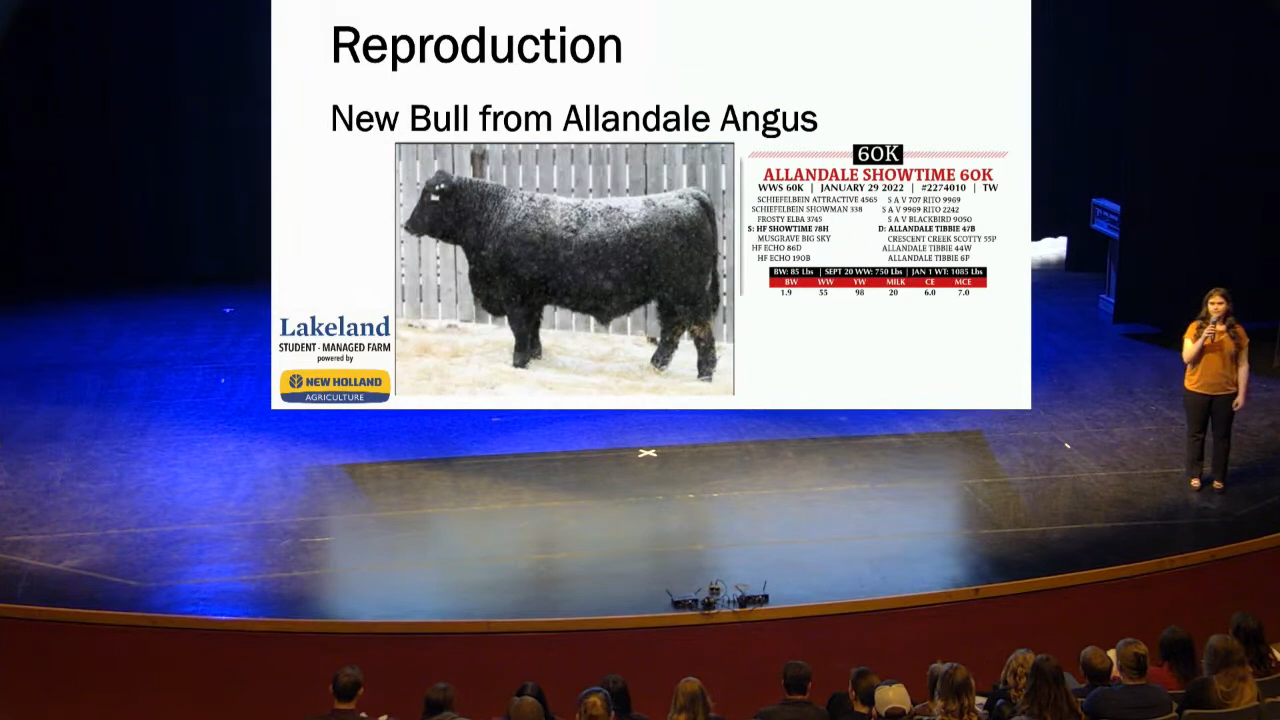 Reproduction
New Bull from Allandale Angus
60K
ALLANDALE SHOWTIME 60K
WWS 60K | JANUARY 29 2022 | #2274010 | TW
SCHIEFELBEIN ATTRACTIVE 4565 S A V 707 RITO 9969
SCHIEFELBEIN SHOWMAN 338 S A V 9969 RITO 2242
FROSTY ELBA 3745 S A V BLACKBIRD 9050
S: HF SHOWTIME 78H D: ALLANDALE TIBBIE 47B
MUSGRAVE BIG SKY CRESCENT CREEK SCOTTY 55P
HF ECHO 86D ALLANDALE TIBBIE 44W
HF ECHO 190B ALLANDALE TIBBIE 6P
BW: 85 Lbs | SEPT 20 WW: 750 Lbs | JAN 1 WT: 1085 Lbs
BW WW YW MILK CE MCE
1.9 55 98 20 6.0 7.0
Lakeland
STUDENT - MANAGED FARM
powered by
NEW HOLLAND
AGRICULTURE